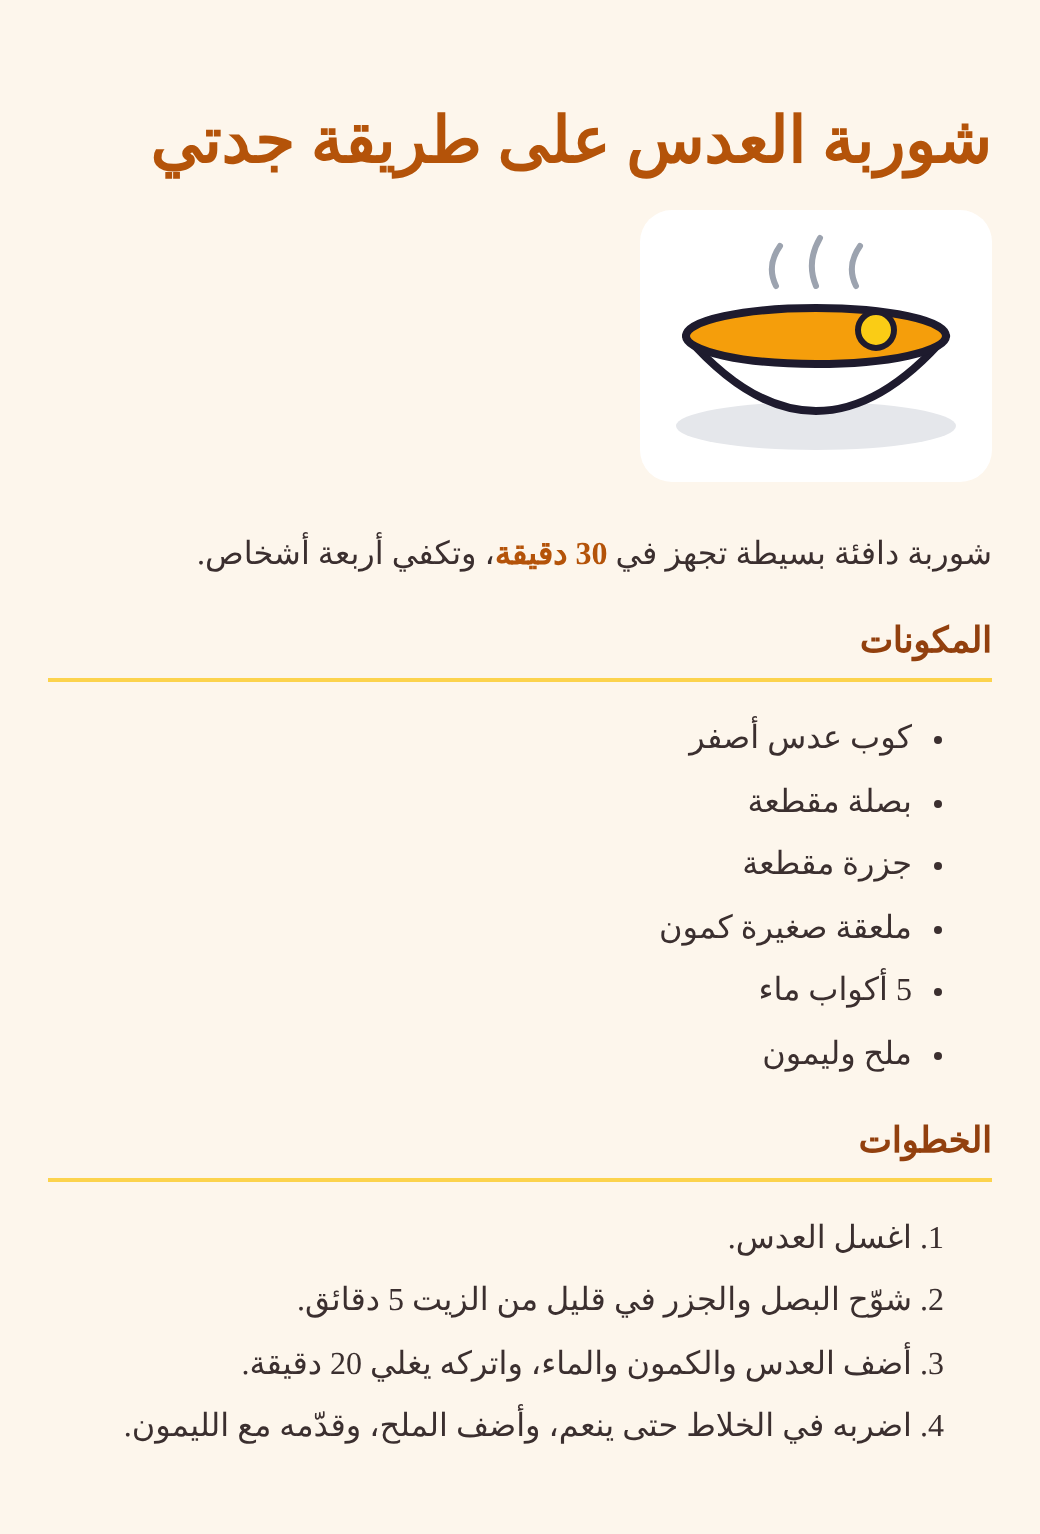 شوربة العدس على طريقة جدتي
شوربة دافئة بسيطة تجهز في 30 دقيقة، وتكفي أربعة أشخاص.
المكونات
• كوب عدس أصفر
• بصلة مقطعة
• جزرة مقطعة
• ملعقة صغيرة كمون
• 5 أكواب ماء
• ملح وليمون
الخطوات
1. اغسل العدس.
2. شوّح البصل والجزر في قليل من الزيت 5 دقائق.
3. أضف العدس والكمون والماء، واتركه يغلي 20 دقيقة.
4. اضربه في الخلاط حتى ينعم، وأضف الملح، وقدّمه مع الليمون.